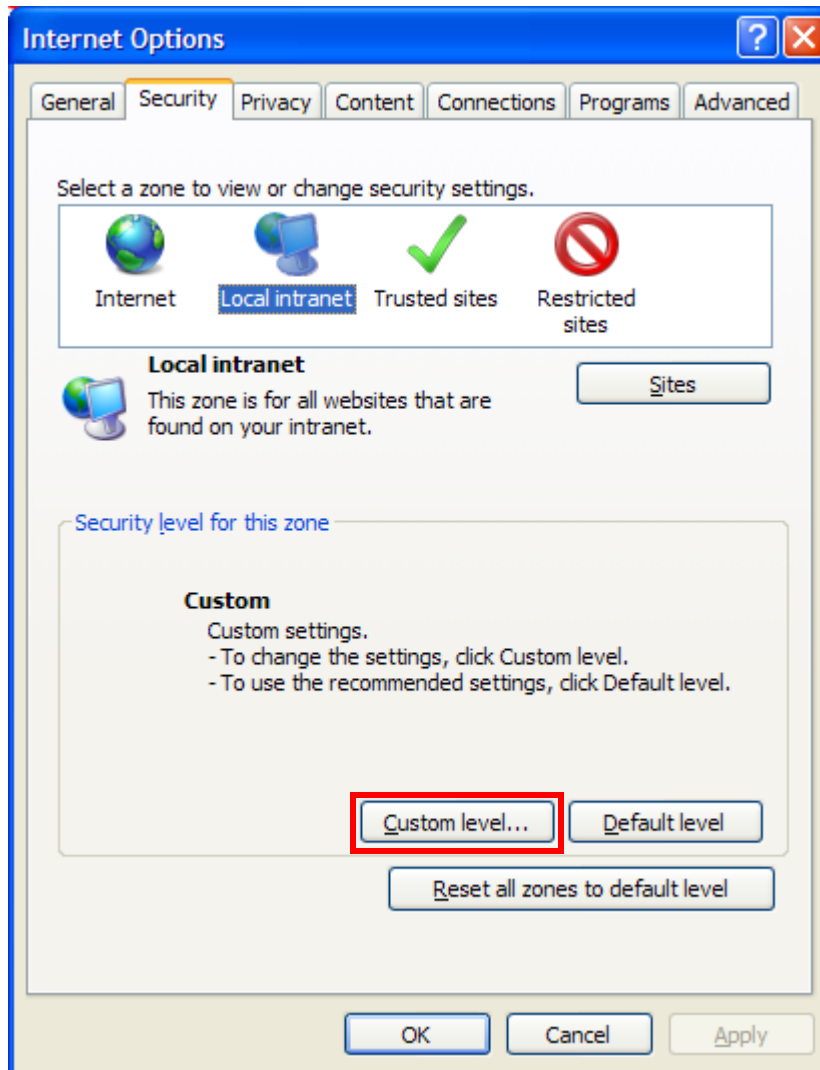 Internet Options
?
General Security Privacy Content Connections Programs Advanced
Select a zone to view or change security settings.
Internet Local intranet Trusted sites Restricted sites
Local intranet
This zone is for all websites that are
found on your intranet.
Sites
Security level for this zone
Custom
Custom settings.
- To change the settings, click Custom level.
- To use the recommended settings, click Default level.
Custom level... Default level
Reset all zones to default level
OK Cancel Apply